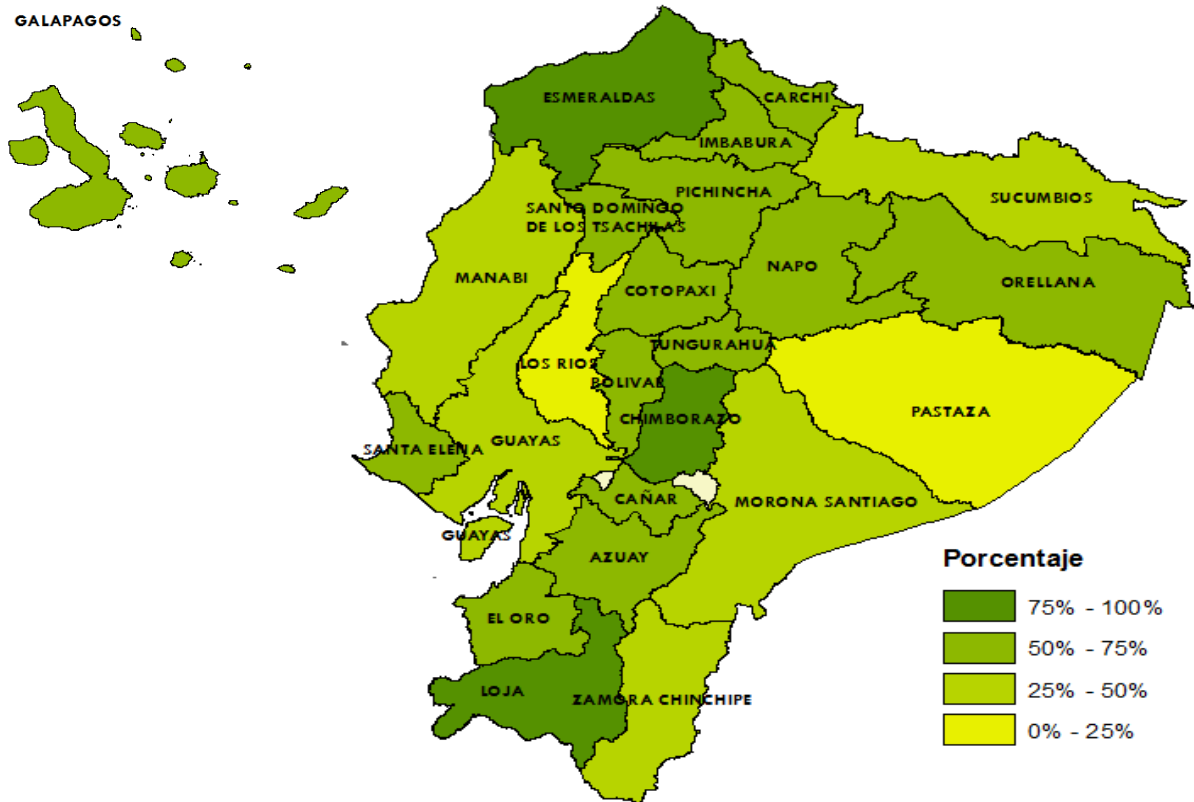 GALAPAGOS
ESMERALDAS
CARCHI
IMBABURA
PICHINCHA
SUCUMBIOS
SANTO DOMINGO
DE LOS TSACHILAS
MANABI
NAPO
COTOPAXI
ORELLANA
TUNGURAHUA
LOS RIOS
BOLIVAR
PASTAZA
CHIMBORAZO
GUAYAS
SANTA ELENA
CAÑAR
MORONA SANTIAGO
GUAYAS
AZUAY
EL ORO
LOJA
ZAMORA CHINCHIPE
Porcentaje
75% - 100%
50% - 75%
25% - 50%
0% - 25%